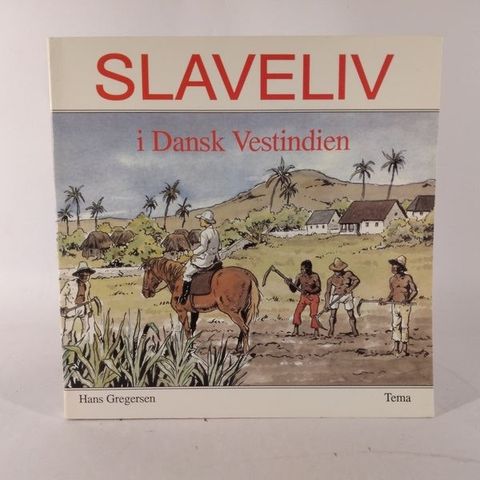 SLAVELIV
i Dansk Vestindien
Hans Gregersen
Tema